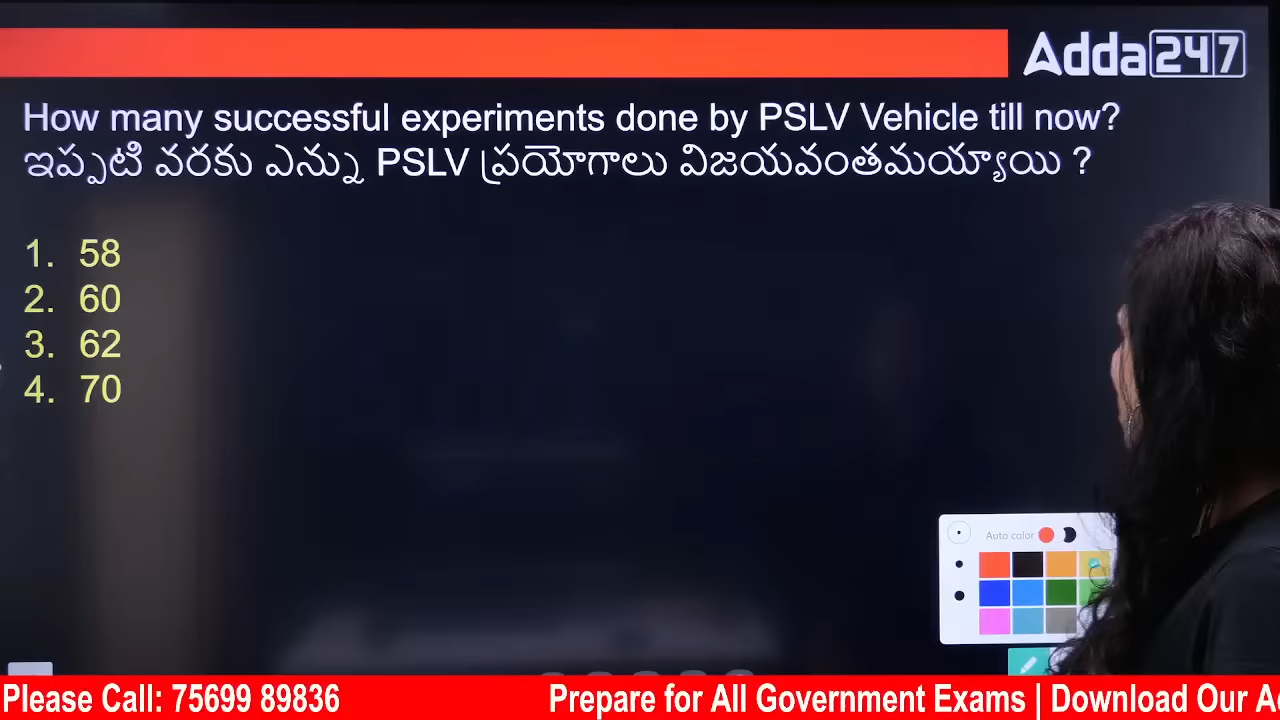 Adda247
How many successful experiments done by PSLV Vehicle till now?
ఇప్పటి వరకు ఎన్ను PSLV ప్రయోగాలు విజయవంతమయ్యాయి ?
1. 58
2. 60
3. 62
4. 70
Auto color
Please Call: 75699 89836 Prepare for All Government Exams | Download Our